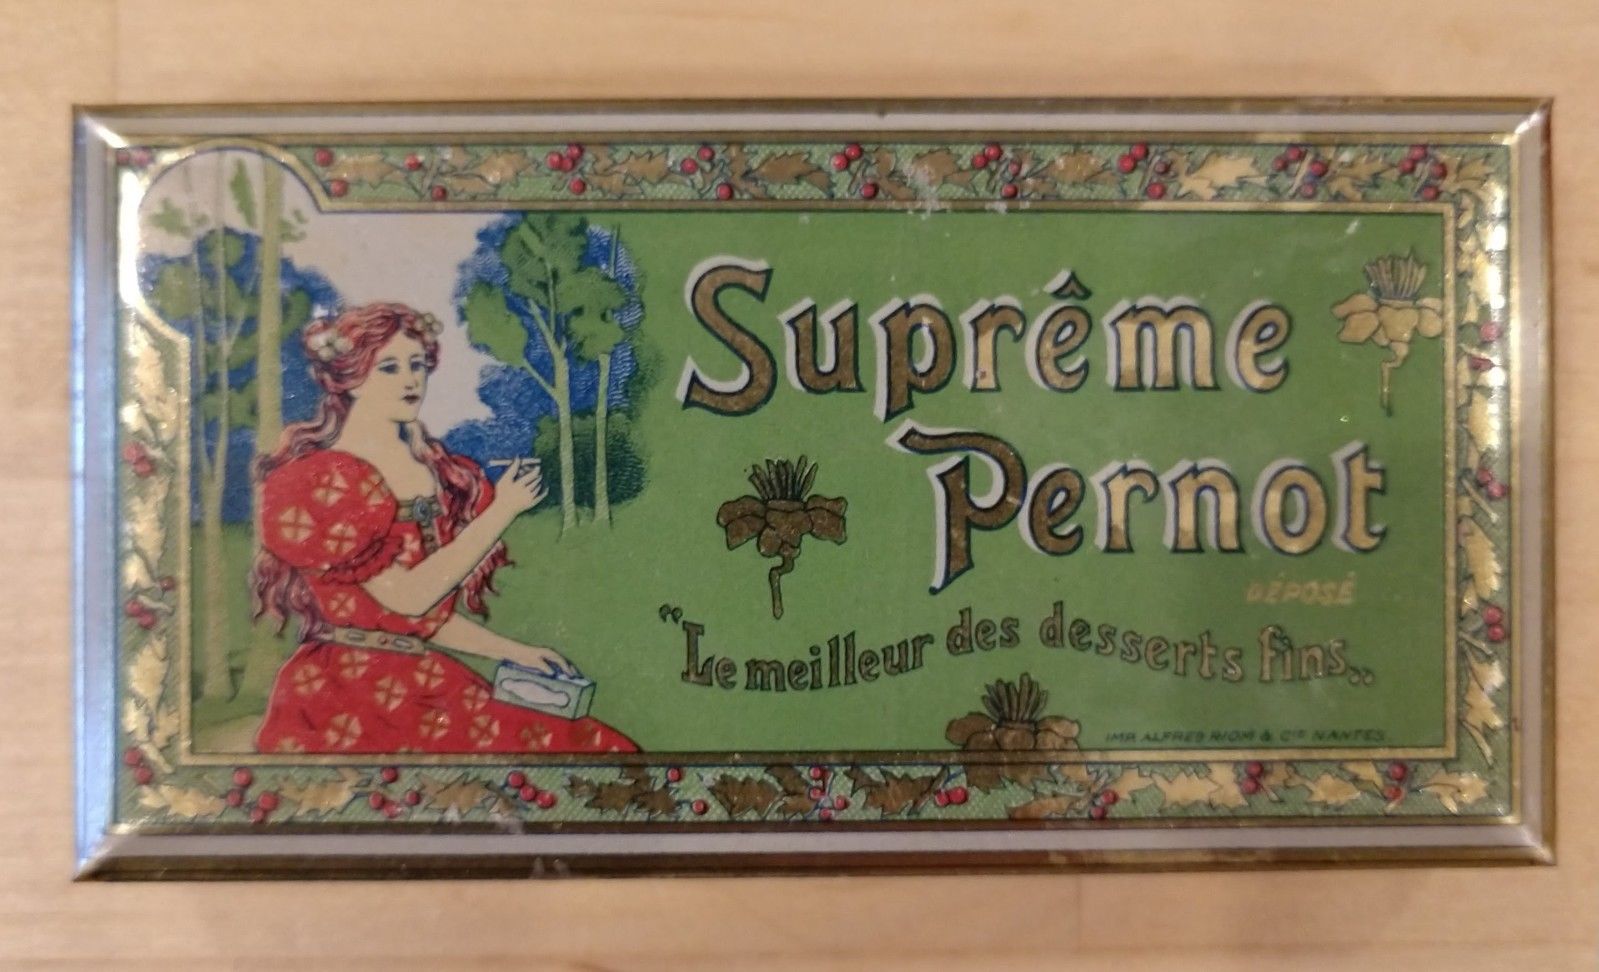 Suprême
Pernot
DÉPOSÉ
"Le meilleur des desserts fins„
IMP. ALFRED RIOM & Cie NANTES.